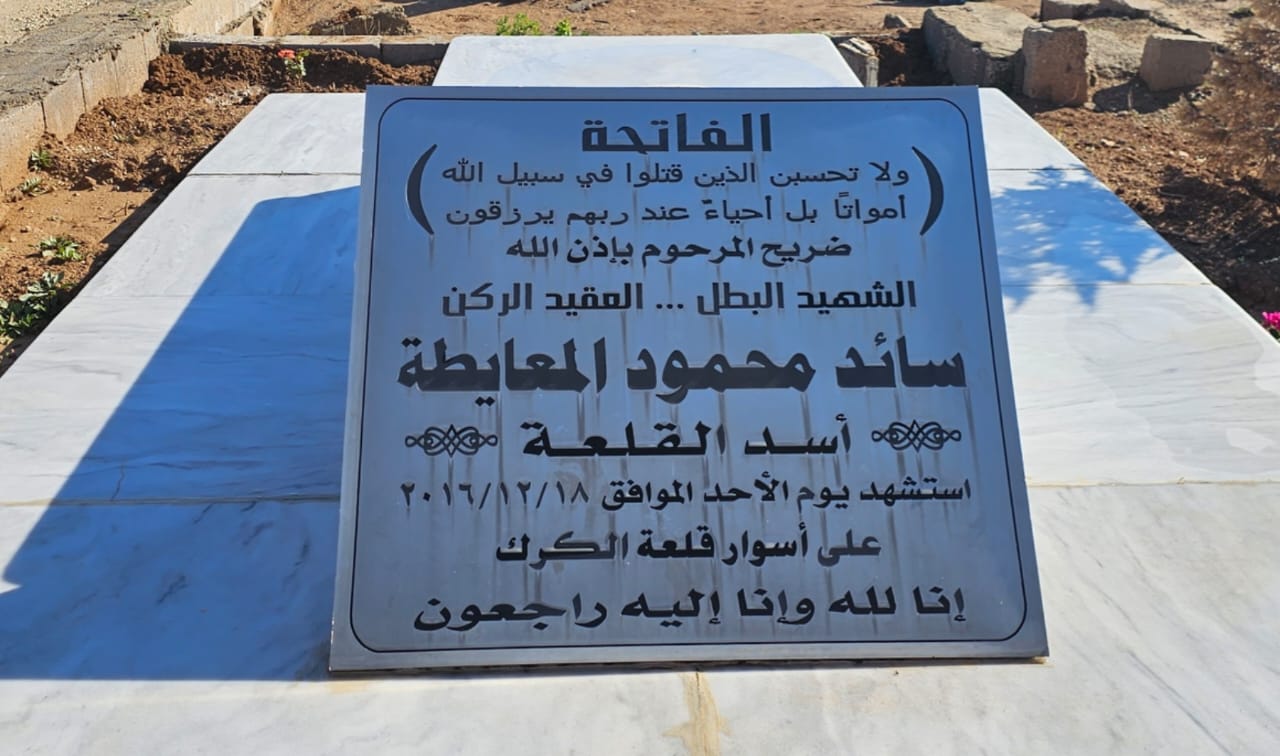 الفاتحة
(ولا تحسبن الذين قتلوا في سبيل الله
أمواتاً بل أحياءٌ عند ربهم يرزقون)
ضريح المرحوم بإذن الله
الشهيد البطل ... العقيد الركن
سائد محمود المعايطة
أسد القلعة
استشهد يوم الأحد الموافق ٢٠١٦/١٢/١٨
على أسوار قلعة الكرك
إنا لله وإنا إليه راجعون